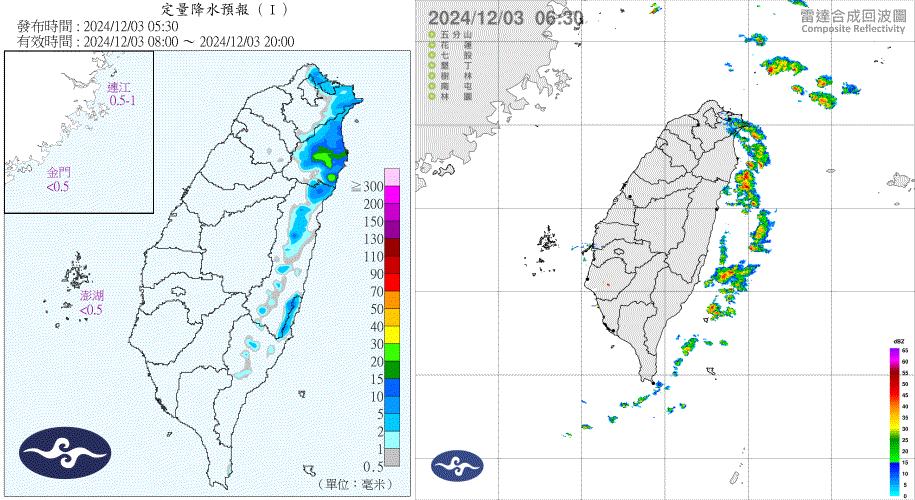 定量降水預報 ( I )
發布時間 : 2024/12/03 05:30
有效時間 : 2024/12/03 08:00 ～ 2024/12/03 20:00
連江
0.5-1
金門
<0.5
澎湖
<0.5
≧ 300
200
150
130
110
90
70
50
40
30
20
15
10
5
2
1
0.5
(單位：毫米)
2024/12/03 06:30
雷達合成回波圖
Composite Reflectivity
五分山
花蓮
七股
墾丁
樹林
南屯
林園
dBZ
65
60
55
50
45
40
35
30
25
20
15
10
5
0